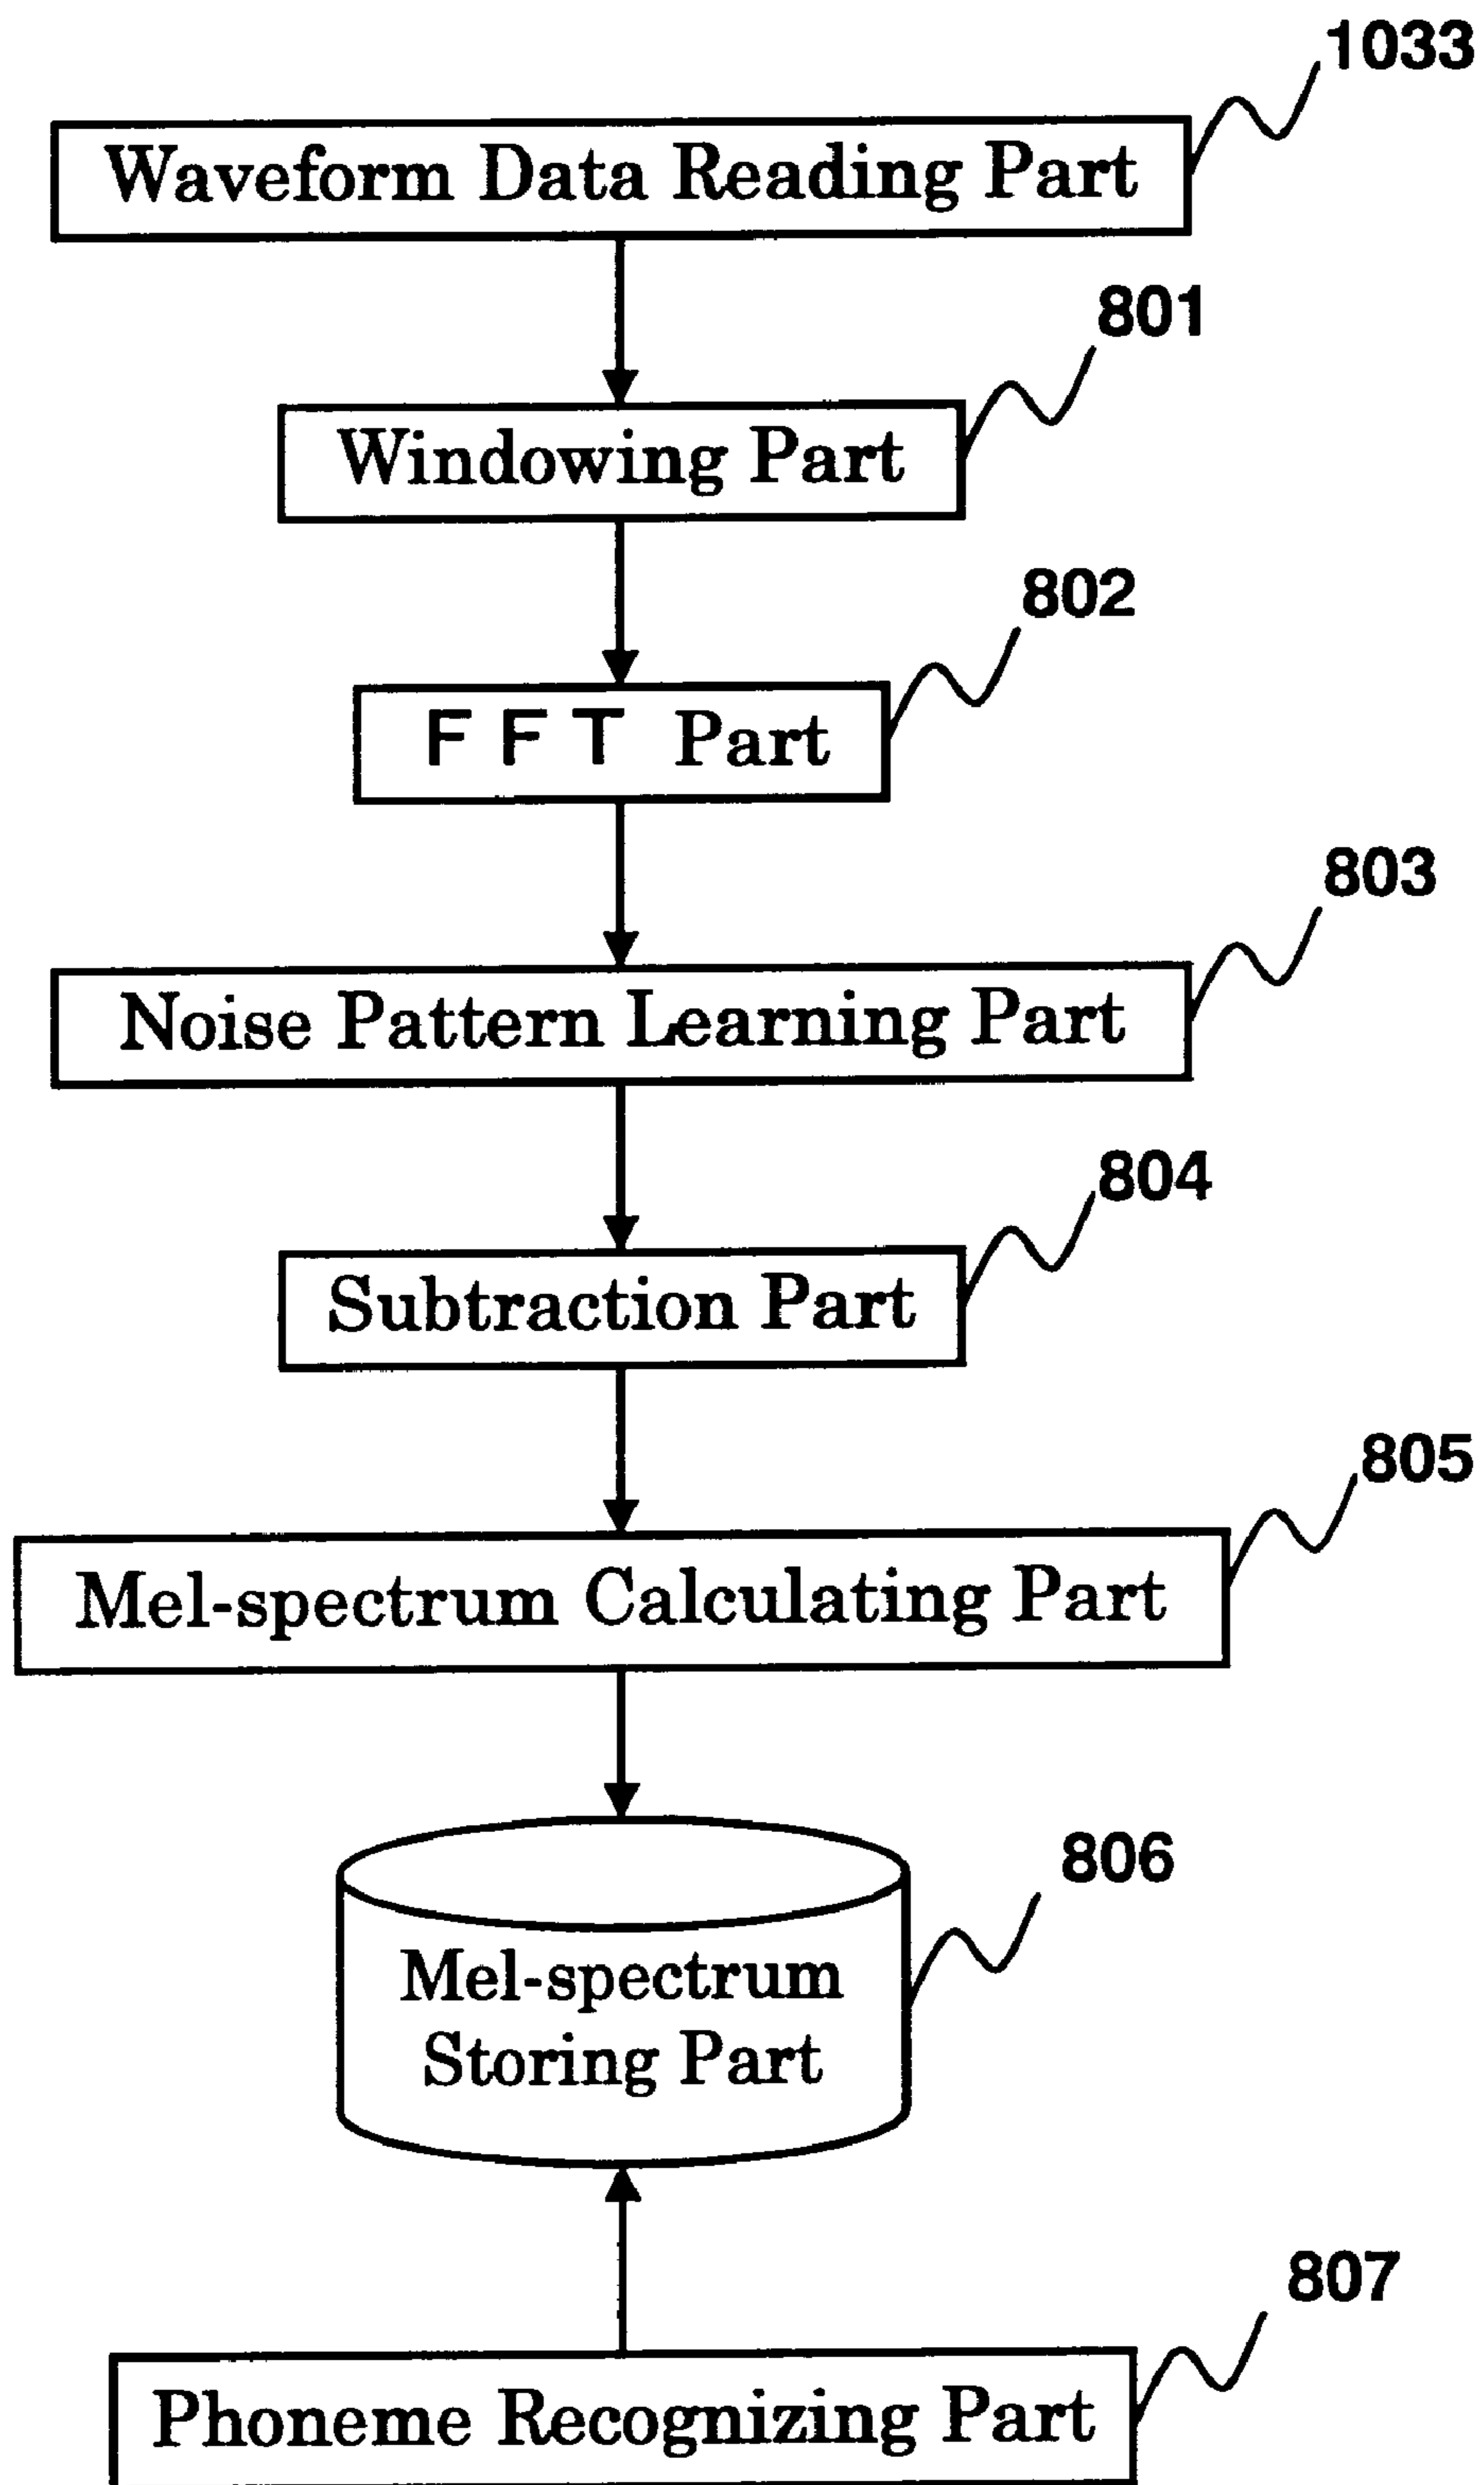 1033
Waveform Data Reading Part
801
Windowing Part
802
FFT Part
803
Noise Pattern Learning Part
804
Subtraction Part
805
Mel-spectrum Calculating Part
806
Mel-spectrum
Storing Part
807
Phoneme Recognizing Part